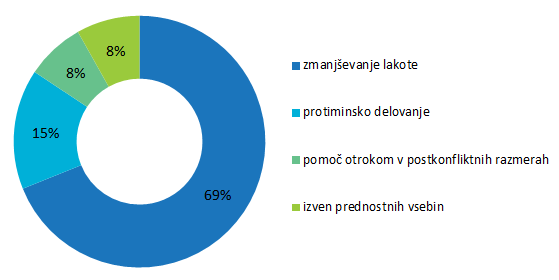 8%
8%
15%
69%
zmanjševanje lakote
protiminsko delovanje
pomoč otrokom v postkonfliktnih razmerah
izven prednostnih vsebin